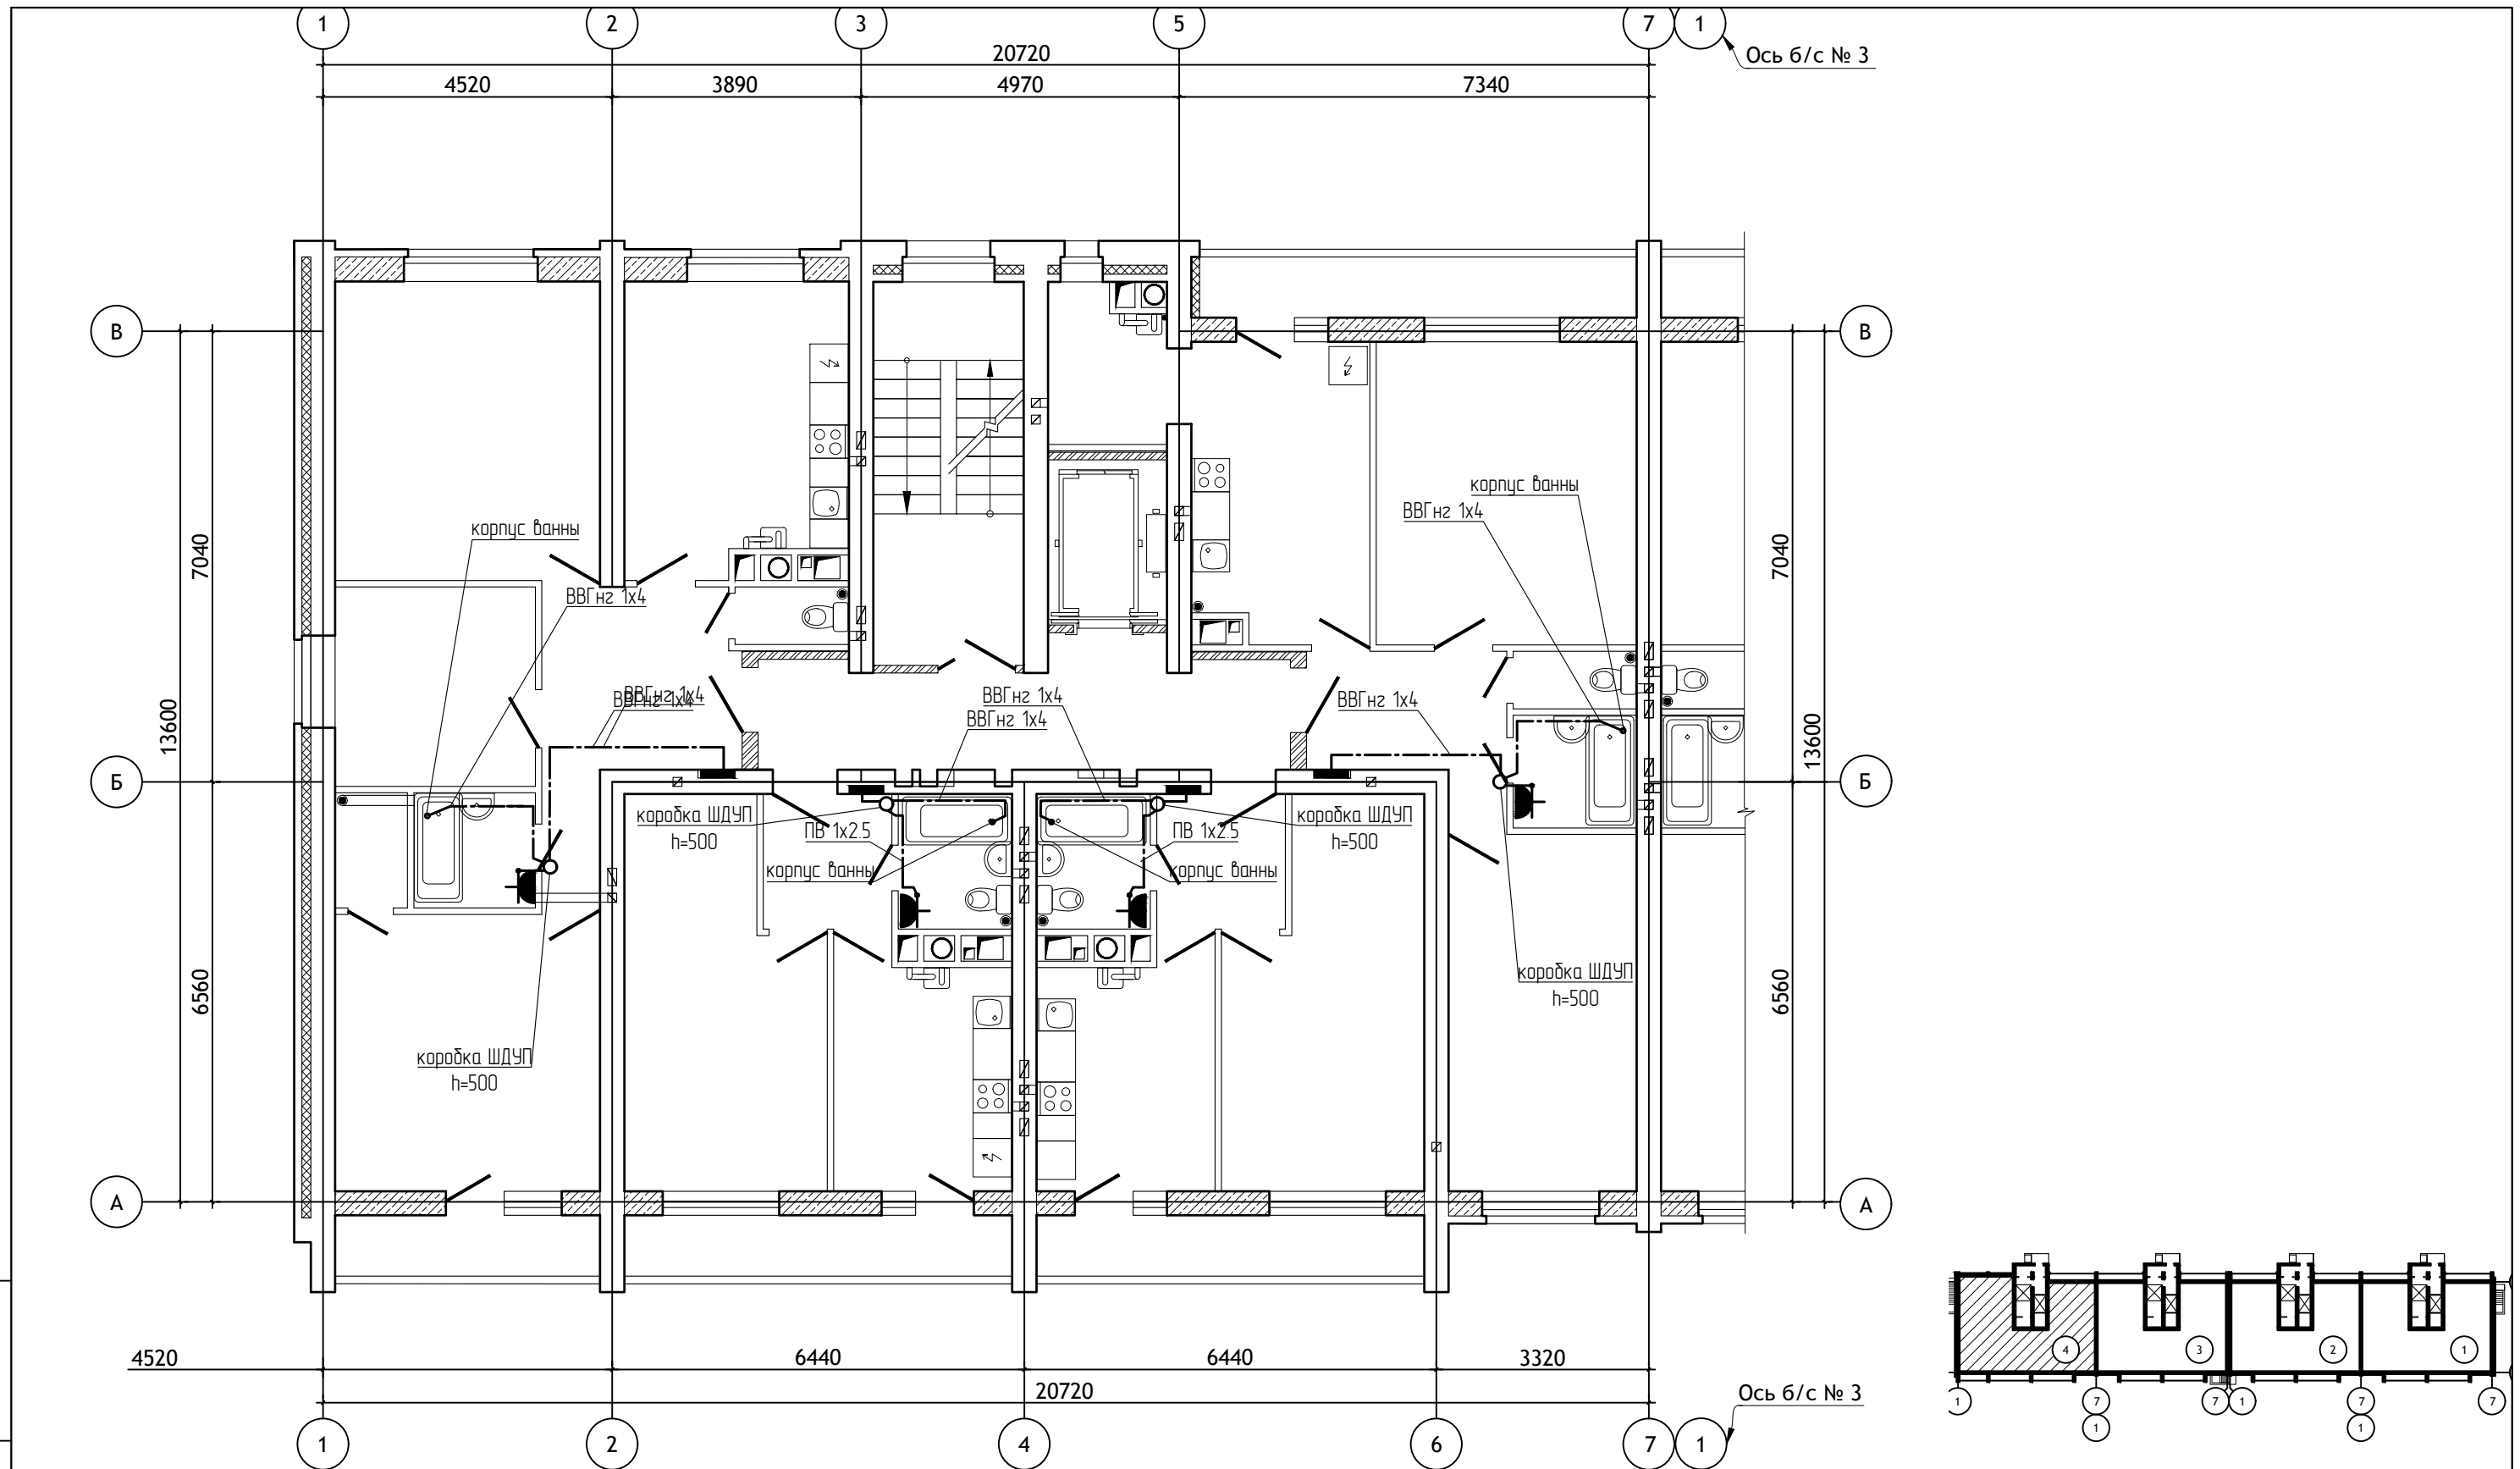 1 2 3 5 7 1
Ось б/с № 3
20720
4520 3890 4970 7340
В В
корпус ванны
ВВГнг 1х4
корпус ванны
ВВГнг 1х4
7040 7040
13600 13600
ВВГнг 1х4
ВВГнг 1х4
ВВГнг 1х4
ВВГнг 1х4
ВВГнг 1х4
Б Б
коробка ШДУП
h=500
ПВ 1х2.5
корпус ванны
ПВ 1х2.5
корпус ванны
коробка ШДУП
h=500
коробка ШДУП
h=500
коробка ШДУП
h=500
6560 6560
А А
4520 6440 6440 3320
20720
Ось б/с № 3
1 2 4 6 7 1
4 3 2 1
1 7 7 1 7 7
1 1